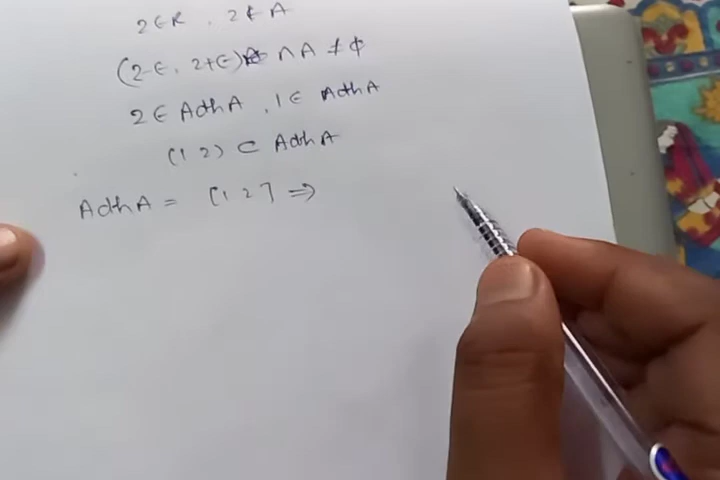 2 ∈ R , 2 ∉ A
(2-ϵ, 2+ϵ) ∩ A ≠ ϕ
2 ∈ Adh A , 1 ∈ Adh A
(1 2) ⊂ Adh A
Adh A = [1 2] ⇒